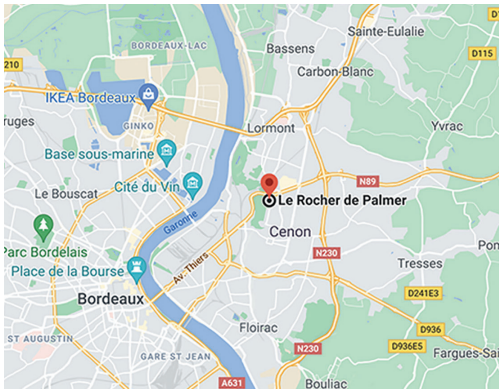 Sainte-Eulalie
BORDEAUX-LAC
Bassens
D115
210
Carbon-Blanc
IKEA Bordeaux
GINKO
Lormont
Yvrac
ruges
Base sous-marine
Cité du Vin
N89
Le Bouscat
Le Rocher de Palmer
Garonne
Parc Bordelais
Cenon
Pon
Place de la Bourse
Av. Thiers
N230
Tresses
Bordeaux
D241E3
Floirac
D936
ST AUGUSTIN
N230
D936E5
Fargues-Sai
GARE ST JEAN
A631
Bouliac